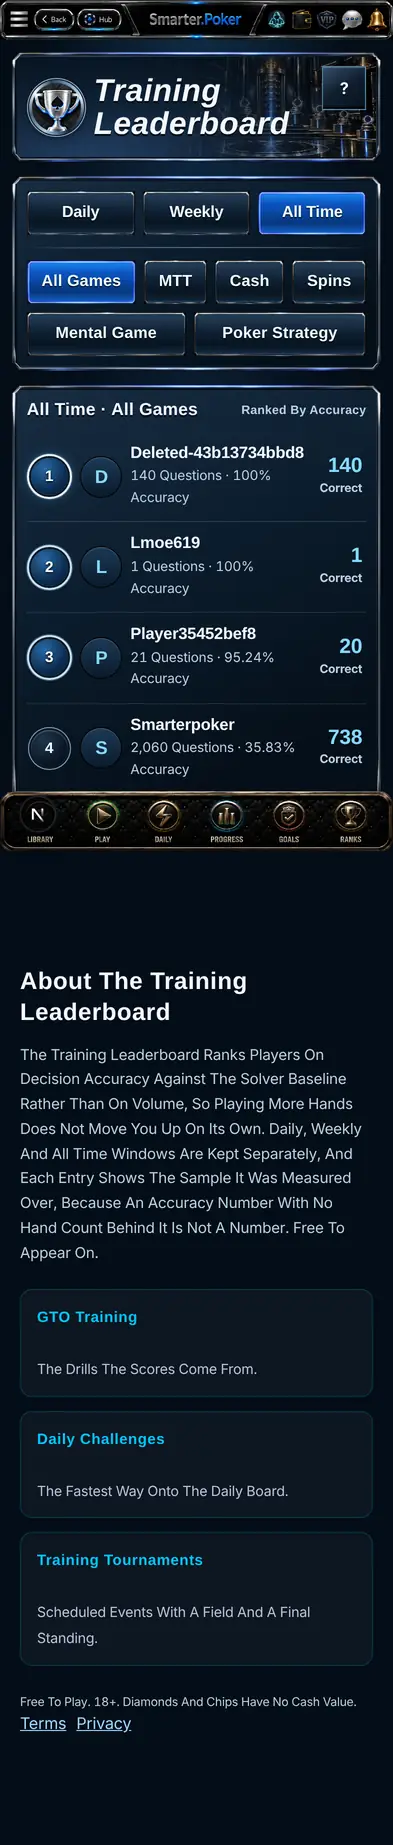 Back
Hub
Smarter.Poker
VIP
Training
Leaderboard
?
Daily
Weekly
All Time
All Games
MTT
Cash
Spins
Mental Game
Poker Strategy
All Time · All Games
Ranked By Accuracy
1
D
Deleted-43b13734bbd8
140 Questions · 100%
Accuracy
140
Correct
2
L
Lmoe619
1 Questions · 100%
Accuracy
1
Correct
3
P
Player35452bef8
21 Questions · 95.24%
Accuracy
20
Correct
4
S
Smarterpoker
2,060 Questions · 35.83%
Accuracy
738
Correct
N
LIBRARY
PLAY
DAILY
PROGRESS
GOALS
RANKS
About The Training
Leaderboard
The Training Leaderboard Ranks Players On
Decision Accuracy Against The Solver Baseline
Rather Than On Volume, So Playing More Hands
Does Not Move You Up On Its Own. Daily, Weekly
And All Time Windows Are Kept Separately, And
Each Entry Shows The Sample It Was Measured
Over, Because An Accuracy Number With No
Hand Count Behind It Is Not A Number. Free To
Appear On.
GTO Training
The Drills The Scores Come From.
Daily Challenges
The Fastest Way Onto The Daily Board.
Training Tournaments
Scheduled Events With A Field And A Final
Standing.
Free To Play. 18+. Diamonds And Chips Have No Cash Value.
Terms Privacy